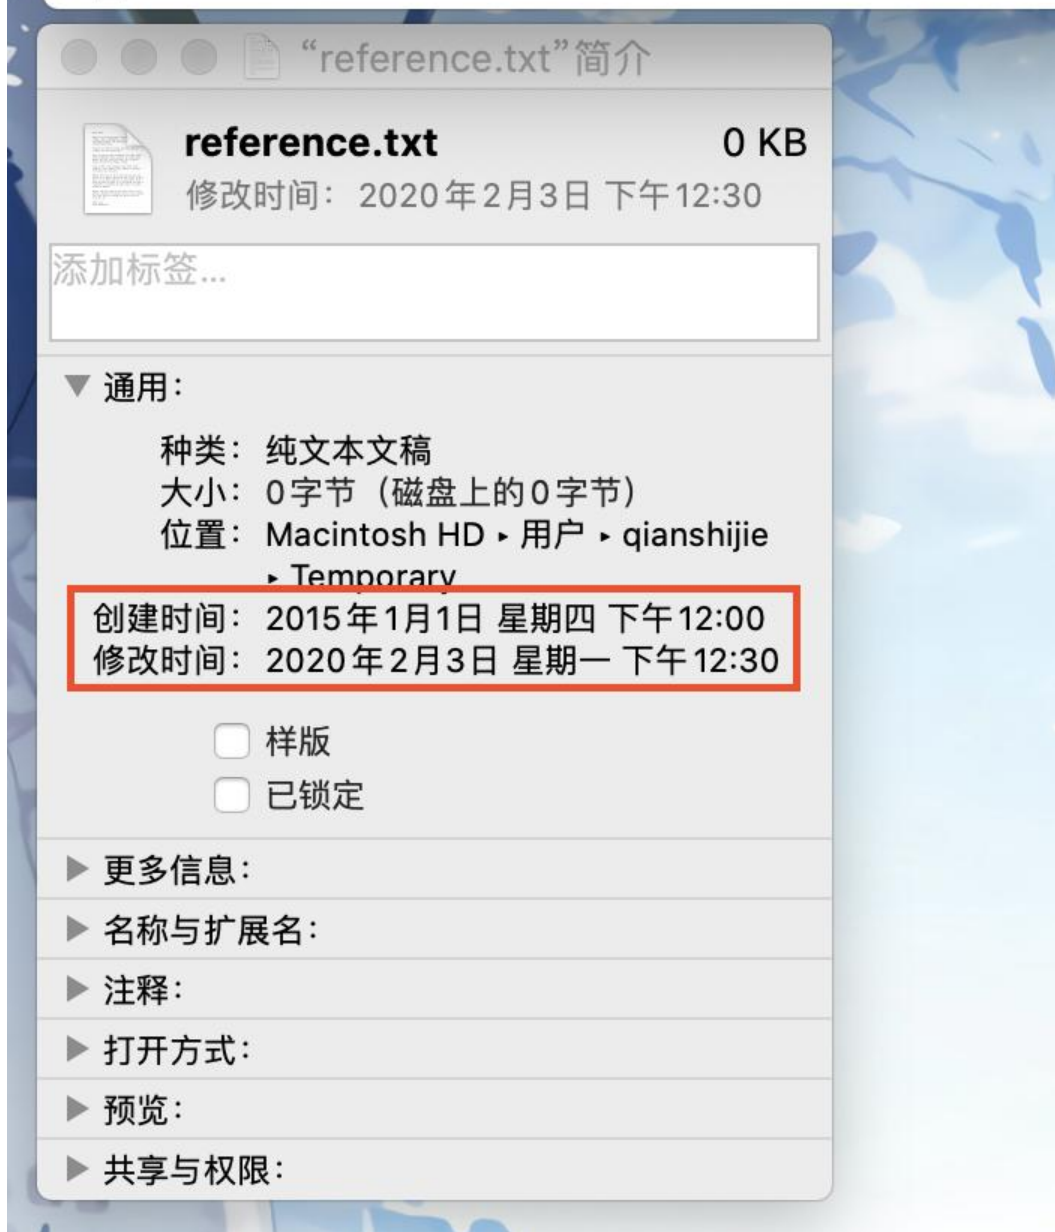 “reference.txt”简介
reference.txt 0 KB
修改时间：2020年2月3日 下午12:30
添加标签...
通用：
种类：纯文本文稿
大小：0字节（磁盘上的0字节）
位置：Macintosh HD ▸ 用户 ▸ qianshijie
▸ Temporary
创建时间：2015年1月1日 星期四 下午12:00
修改时间：2020年2月3日 星期一 下午12:30
样版
已锁定
更多信息：
名称与扩展名：
注释：
打开方式：
预览：
共享与权限：